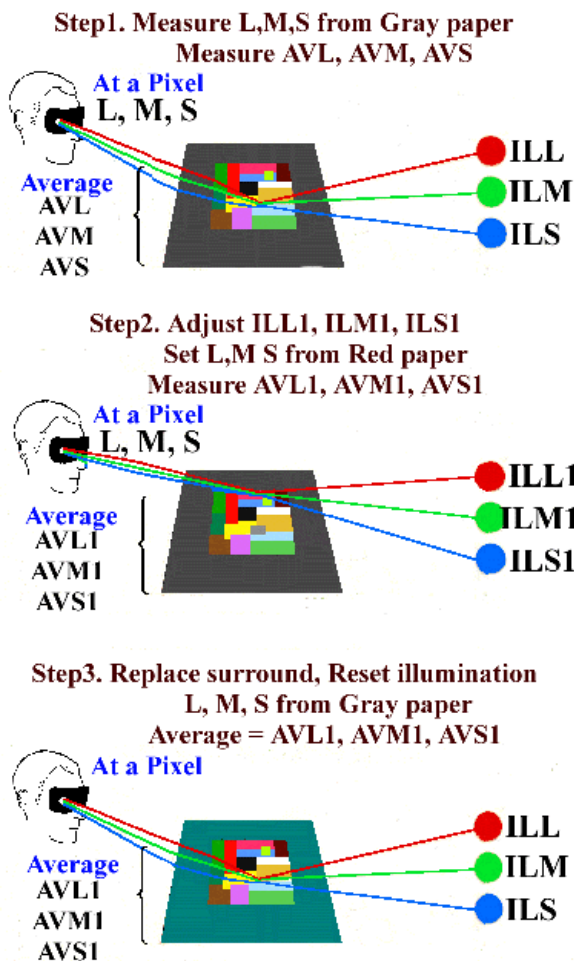 Step1. Measure L,M,S from Gray paper
Measure AVL, AVM, AVS
At a Pixel
L, M, S
Average
AVL
AVM
AVS
ILL
ILM
ILS
Step2. Adjust ILL1, ILM1, ILS1
Set L,M S from Red paper
Measure AVL1, AVM1, AVS1
At a Pixel
L, M, S
Average
AVL1
AVM1
AVS1
ILL1
ILM1
ILS1
Step3. Replace surround, Reset illumination
L, M, S from Gray paper
Average = AVL1, AVM1, AVS1
At a Pixel
Average
AVL1
AVM1
AVS1
ILL
ILM
ILS